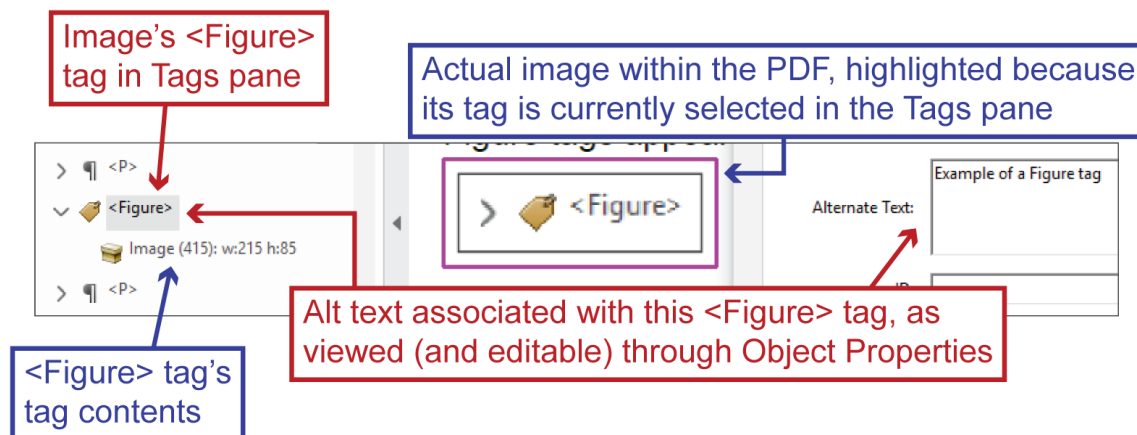 Image's <Figure>
tag in Tags pane
Actual image within the PDF, highlighted because
its tag is currently selected in the Tags pane
<P>
<Figure>
Image (415): w:215 h:85
<P>
<Figure>
Alternate Text:
Example of a Figure tag
Alt text associated with this <Figure> tag, as
viewed (and editable) through Object Properties
<Figure> tag's
tag contents